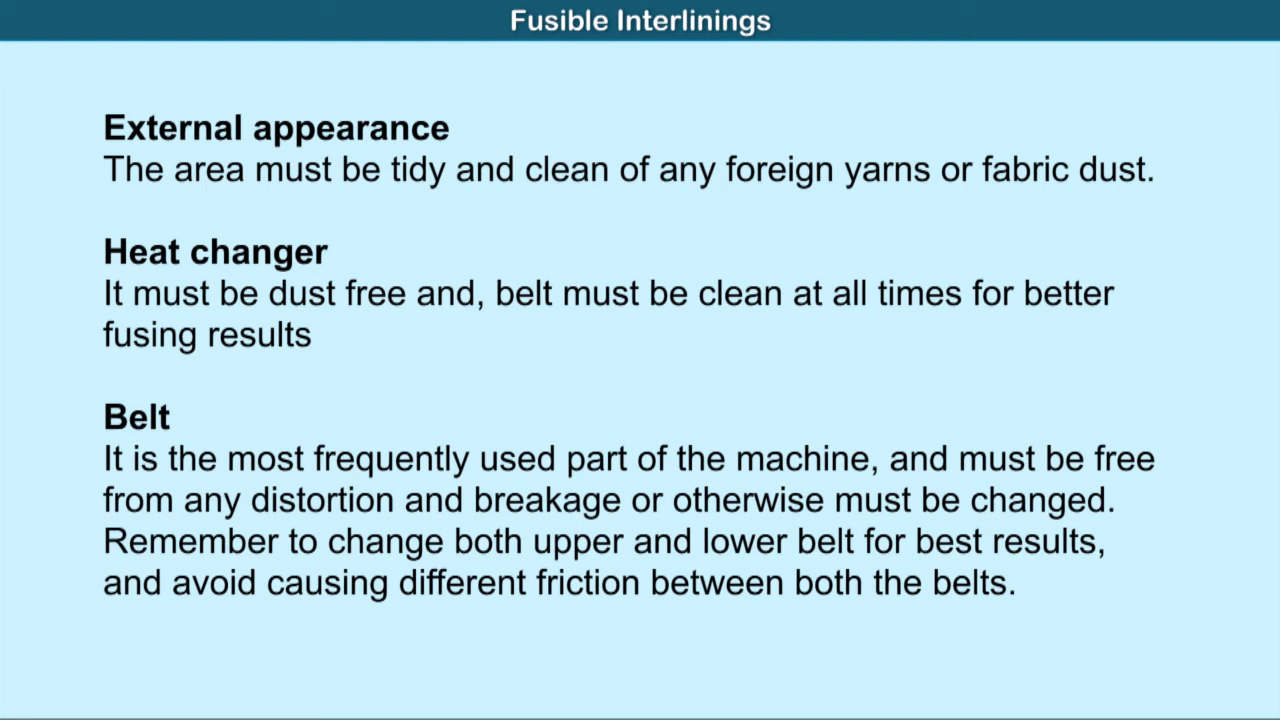 Fusible Interlinings
External appearance
The area must be tidy and clean of any foreign yarns or fabric dust.
Heat changer
It must be dust free and, belt must be clean at all times for better
fusing results
Belt
It is the most frequently used part of the machine, and must be free
from any distortion and breakage or otherwise must be changed.
Remember to change both upper and lower belt for best results,
and avoid causing different friction between both the belts.